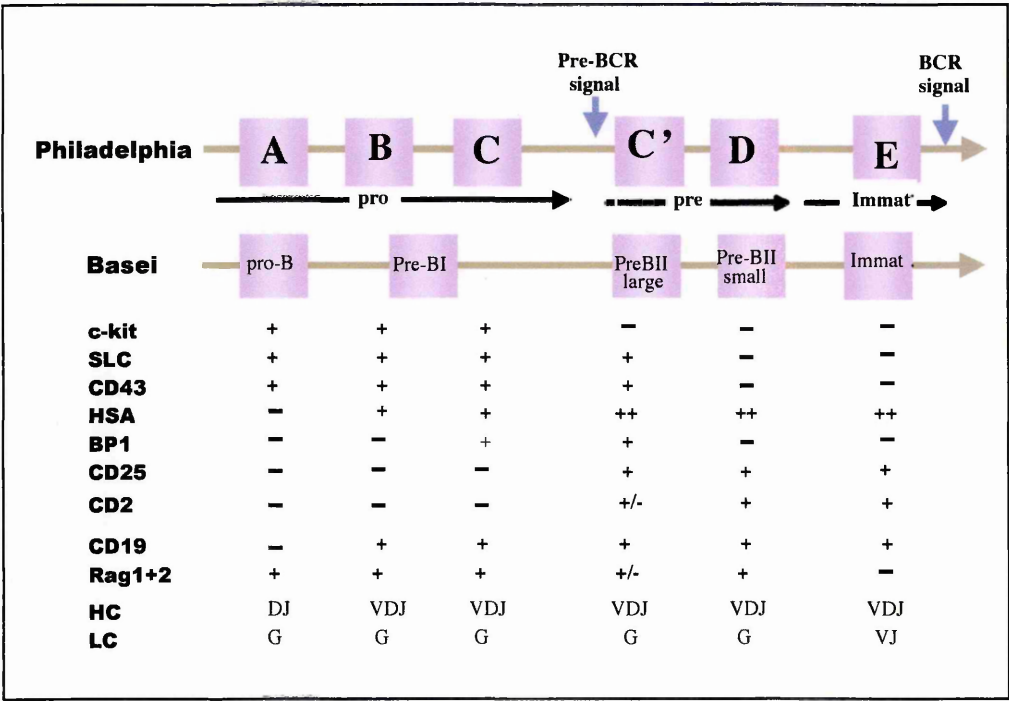 Pre-BCR
signal
BCR
signal
Philadelphia A B C C’ D E
pro pre Immat
Basei pro-B Pre-BI PreBII
large Pre-BII
small Immat
c-kit + + + − − −
SLC + + + + − −
CD43 + + + + − −
HSA − + + ++ ++ ++
BP1 − − + + − −
CD25 − − − + + +
CD2 − − − +/- + +
CD19 − + + + + +
Rag1+2 + + + +/- + −
HC DJ VDJ VDJ VDJ VDJ VDJ
LC G G G G G VJ